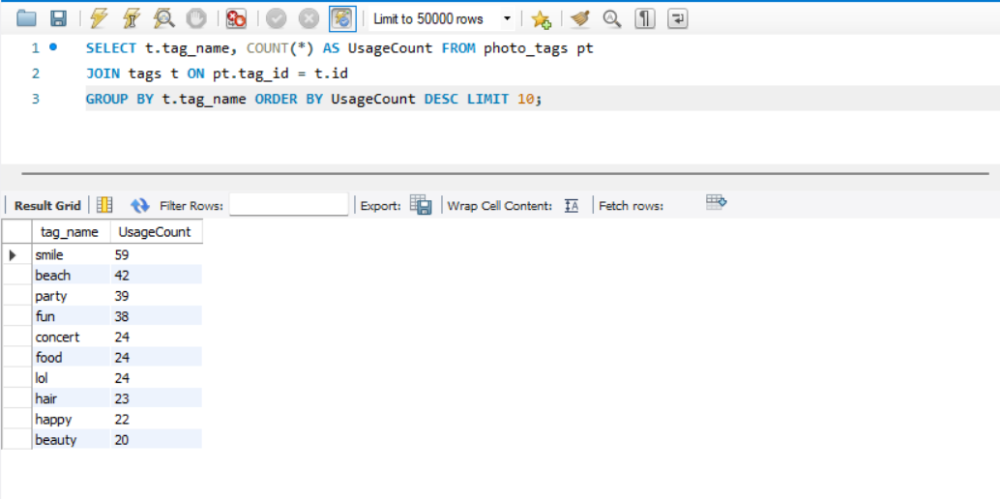 Limit to 50000 rows
1 SELECT t.tag_name, COUNT(*) AS UsageCount FROM photo_tags pt
2 JOIN tags t ON pt.tag_id = t.id
3 GROUP BY t.tag_name ORDER BY UsageCount DESC LIMIT 10;
Result Grid Filter Rows: Export: Wrap Cell Content: IA Fetch rows:
tag_name UsageCount
smile 59
beach 42
party 39
fun 38
concert 24
food 24
lol 24
hair 23
happy 22
beauty 20